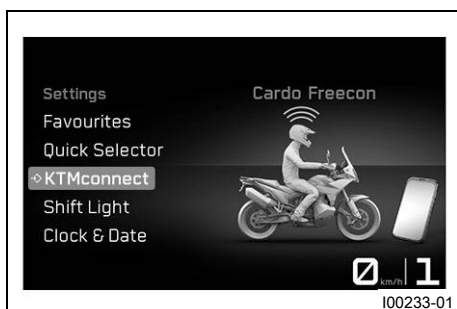 Settings
Cardo Freecon
Favourites
Quick Selector
KTMconnect
Shift Light
Clock & Date
0 km/h 1
I00233-01